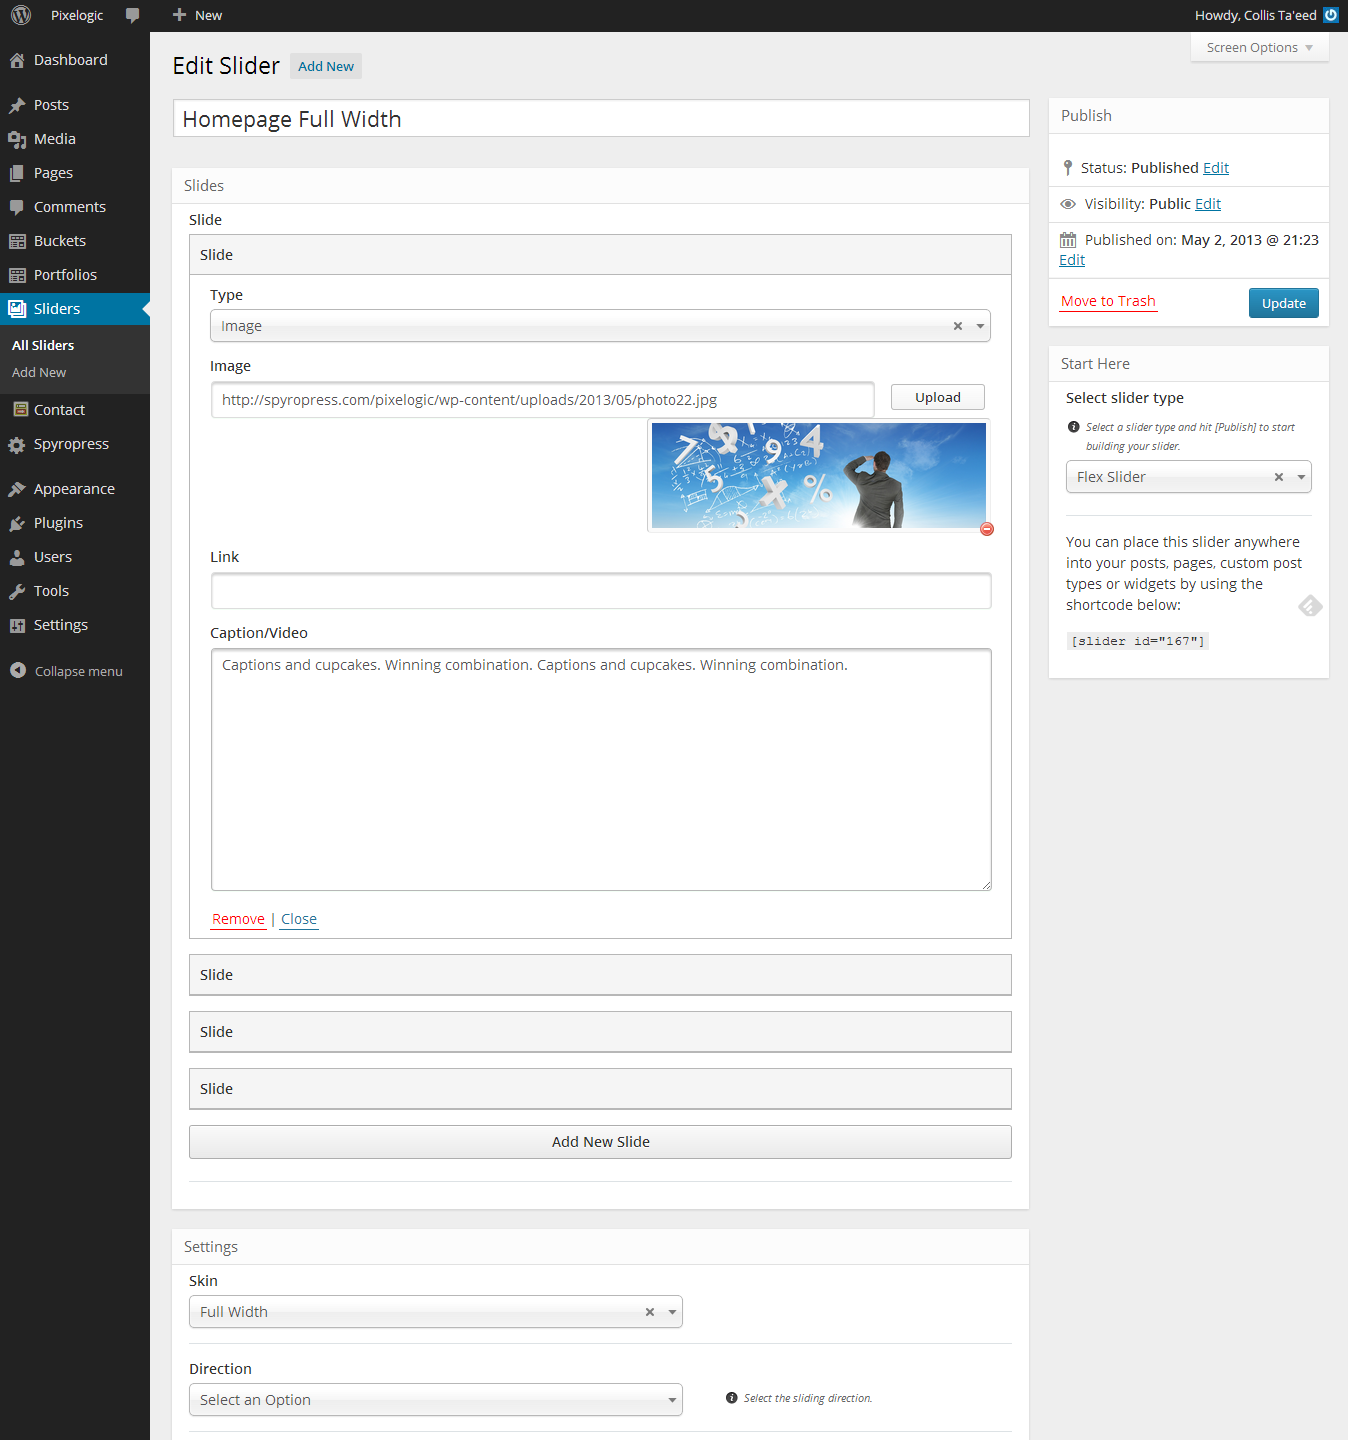 Pixelogic
New
Howdy, Collis Ta'eed
Screen Options
Dashboard
Posts
Media
Pages
Comments
Buckets
Portfolios
Sliders
All Sliders
Add New
Contact
Spyropress
Appearance
Plugins
Users
Tools
Settings
Collapse menu
Edit Slider
Add New
Homepage Full Width
Slides
Slide
Slide
Type
Image
Image
http://spyropress.com/pixelogic/wp-content/uploads/2013/05/photo22.jpg
Upload
Link
Caption/Video
Captions and cupcakes. Winning combination. Captions and cupcakes. Winning combination.
Remove | Close
Slide
Slide
Slide
Add New Slide
Settings
Skin
Full Width
Direction
Select an Option
Select the sliding direction.
Publish
Status: Published Edit
Visibility: Public Edit
Published on: May 2, 2013 @ 21:23
Edit
Move to Trash
Update
Start Here
Select slider type
Select a slider type and hit [Publish] to start
building your slider.
Flex Slider
You can place this slider anywhere
into your posts, pages, custom post
types or widgets by using the
shortcode below:
[slider id="167"]